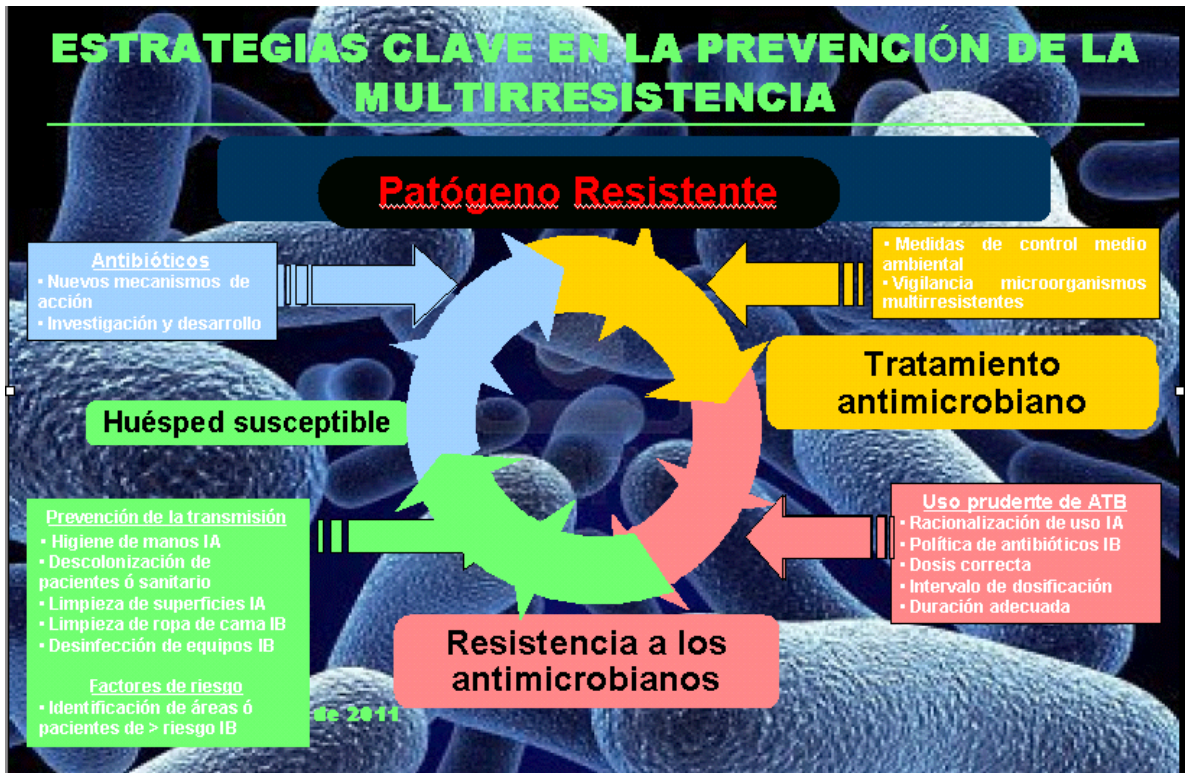 ESTRATEGIAS CLAVE EN LA PREVENCIÓN DE LA
MULTIRRESISTENCIA
Patógeno Resistente
Antibióticos
▪ Nuevos mecanismos de
acción
▪ Investigación y desarrollo
▪ Medidas de control medio
ambiental
▪ Vigilancia microorganismos
multirresistentes
Tratamiento
antimicrobiano
Huésped susceptible
Prevención de la transmisión
▪ Higiene de manos IA
▪ Descolonización de
pacientes ó sanitario
▪ Limpieza de superficies IA
▪ Limpieza de ropa de cama IB
▪ Desinfección de equipos IB
Factores de riesgo
▪ Identificación de áreas ó
pacientes de > riesgo IB
de 2011
Uso prudente de ATB
▪ Racionalización de uso IA
▪ Política de antibióticos IB
▪ Dosis correcta
▪ Intervalo de dosificación
▪ Duración adecuada
Resistencia a los
antimicrobianos